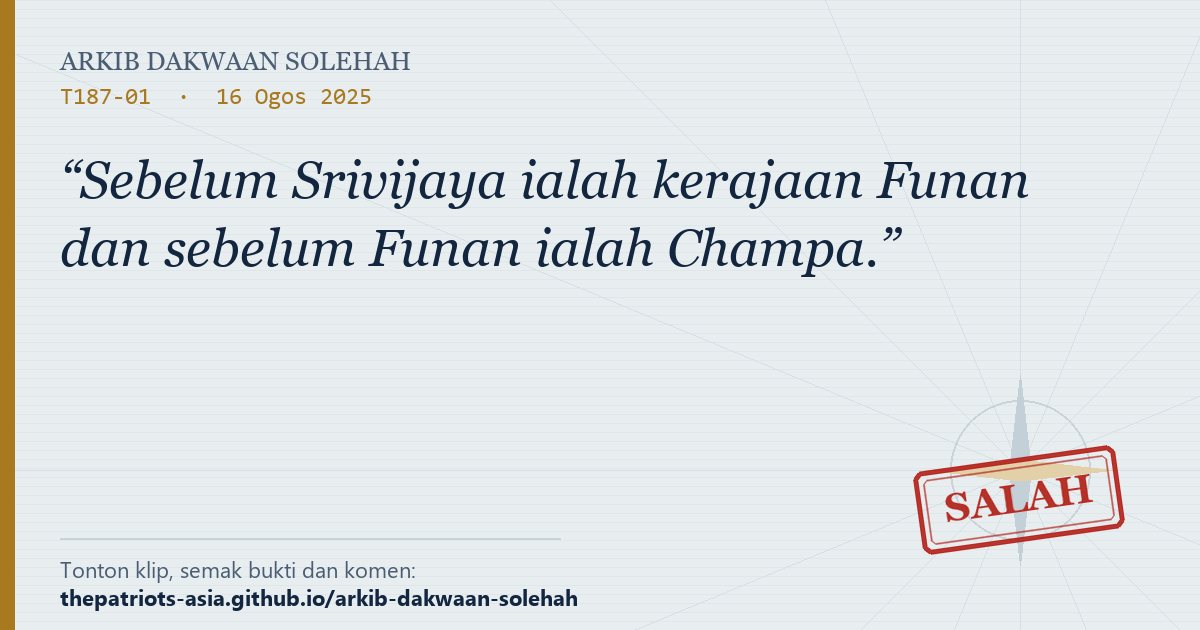 ARKIB DAKWAAN SOLEHAH
T187-01 · 16 Ogos 2025
“Sebelum Srivijaya ialah kerajaan Funan
dan sebelum Funan ialah Champa.”
SALAH
Tonton klip, semak bukti dan komen:
thepatriots-asia.github.io/arkib-dakwaan-solehah